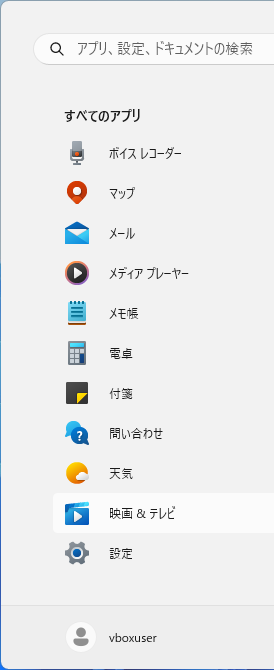 アプリ、設定、ドキュメントの検索
すべてのアプリ
ボイス レコーダー
マップ
メール
メディア プレーヤー
メモ帳
電卓
付箋
問い合わせ
天気
映画 & テレビ
設定
vboxuser